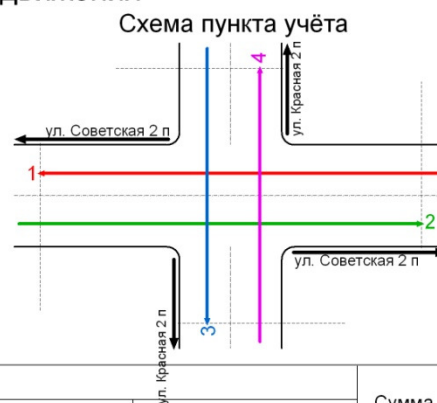 Схема пункта учёта
4
ул. Красная 2 п
3
ул. Советская 2 п
1
2
ул. Советская 2 п
ул. Красная 2 п
Сумма